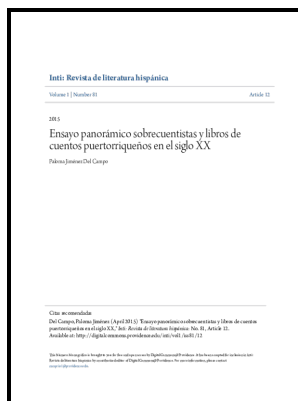 Inti: Revista de literatura hispánica
Volume 1 | Number 81
Article 12
2015
Ensayo panorámico sobrecuentistas y libros de
cuentos puertorriqueños en el siglo XX
Paloma Jiménez Del Campo
Citas recomendadas
Del Campo, Paloma Jiménez (April 2015) "Ensayo panorámico sobrecuentistas y libros de cuentos
puertorriqueños en el siglo XX," Inti: Revista de literatura hispánica: No. 81, Article 12.
Available at: http://digitalcommons.providence.edu/inti/vol1/iss81/12